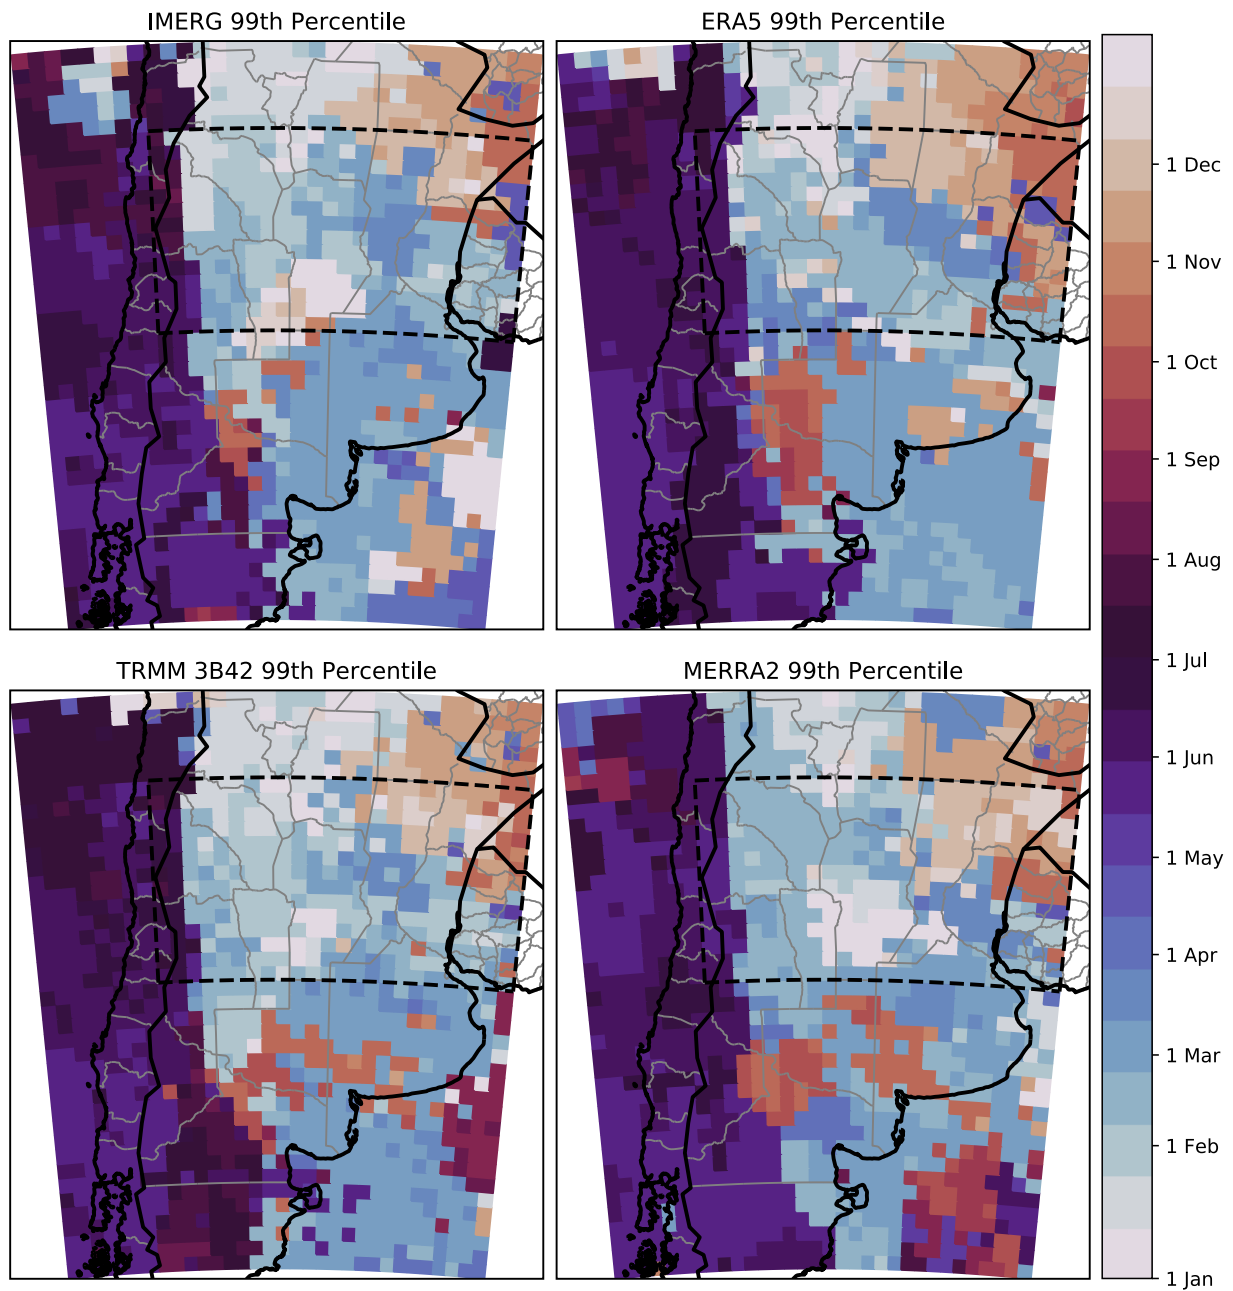 IMERG 99th Percentile
ERA5 99th Percentile
TRMM 3B42 99th Percentile
MERRA2 99th Percentile
1 Dec
1 Nov
1 Oct
1 Sep
1 Aug
1 Jul
1 Jun
1 May
1 Apr
1 Mar
1 Feb
1 Jan